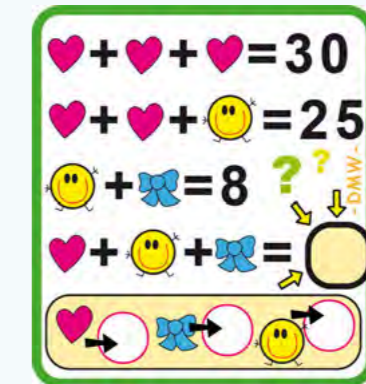 + + = 30
+ + = 25
+ = 8
? ?
-DMW-
+ + =